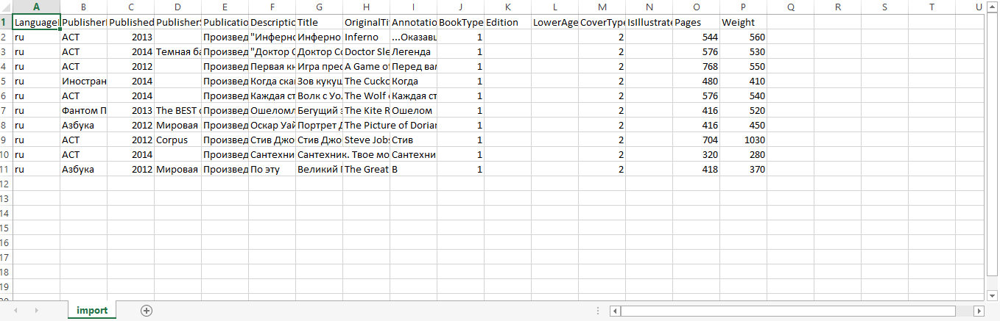 A B C D E F G H I J K L M N O P Q R S T U
1 Language Publisher Published Publisher Publicatio Descriptio Title OriginalTi Annotatio BookType Edition LowerAge CoverType IsIllustrate Pages Weight
2 ru АСТ 2013 Произвед "Инферно Инферно Inferno ...Оказавш 1 2 544 560
3 ru АСТ 2014 Темная ба Произвед "Доктор С Доктор Со Doctor Sle Легенда 1 2 576 530
4 ru АСТ 2012 Произвед Первая кн Игра прес A Game of Перед вам 1 2 768 550
5 ru Иностран 2014 Произвед Когда ска Зов кукуш The Cucko Когда 1 2 480 410
6 ru АСТ 2014 Произвед Каждая ст Волк с Уол The Wolf Каждая ст 1 2 576 540
7 ru Фантом П 2013 The BEST Произвед Ошеломл Бегущий The Kite R Ошелом 1 2 416 520
8 ru Азбука 2012 Мировая Произвед Оскар Уай Портрет Д The Picture of Dorian 1 2 416 450
9 ru АСТ 2012 Corpus Произвед Стив Джо Стив Джо Steve Jobs Стив 1 2 704 1030
10 ru АСТ 2014 Произвед Сантехни Сантехник. Твое мо Сантехни 1 2 320 280
11 ru Азбука 2012 Мировая Произвед По эту Великий The Great В 1 2 418 370
12
13
14
15
16
17
18
19
import